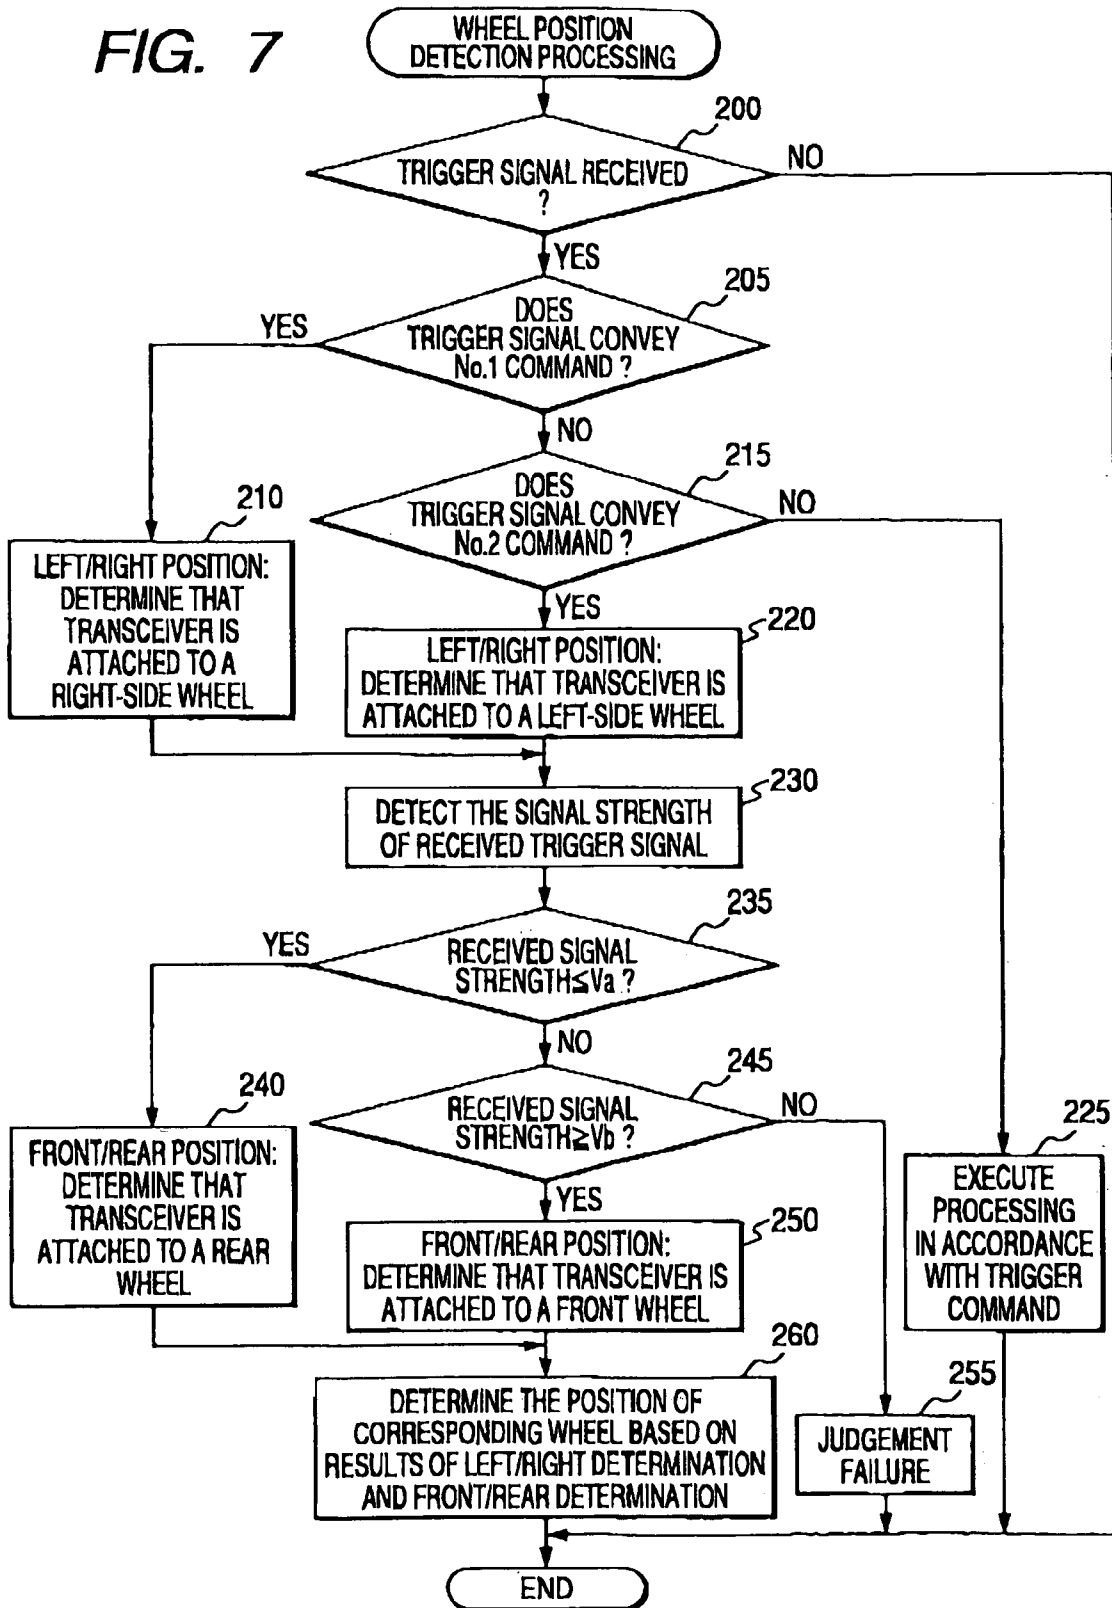 FIG. 7
WHEEL POSITION
DETECTION PROCESSING
200
TRIGGER SIGNAL RECEIVED
?
NO
YES
205
DOES
TRIGGER SIGNAL CONVEY
No.1 COMMAND ?
YES
NO
215
DOES
TRIGGER SIGNAL CONVEY
No.2 COMMAND ?
NO
YES
210
LEFT/RIGHT POSITION:
DETERMINE THAT
TRANSCEIVER IS
ATTACHED TO A
RIGHT-SIDE WHEEL
220
LEFT/RIGHT POSITION:
DETERMINE THAT TRANSCEIVER IS
ATTACHED TO A LEFT-SIDE WHEEL
230
DETECT THE SIGNAL STRENGTH
OF RECEIVED TRIGGER SIGNAL
235
RECEIVED SIGNAL
STRENGTH≦Va ?
YES
NO
245
RECEIVED SIGNAL
STRENGTH≧Vb ?
NO
YES
240
FRONT/REAR POSITION:
DETERMINE THAT
TRANSCEIVER IS
ATTACHED TO A REAR
WHEEL
250
FRONT/REAR POSITION:
DETERMINE THAT TRANSCEIVER IS
ATTACHED TO A FRONT WHEEL
225
EXECUTE
PROCESSING
IN ACCORDANCE
WITH TRIGGER
COMMAND
260
DETERMINE THE POSITION OF
CORRESPONDING WHEEL BASED ON
RESULTS OF LEFT/RIGHT DETERMINATION
AND FRONT/REAR DETERMINATION
255
JUDGEMENT
FAILURE
END